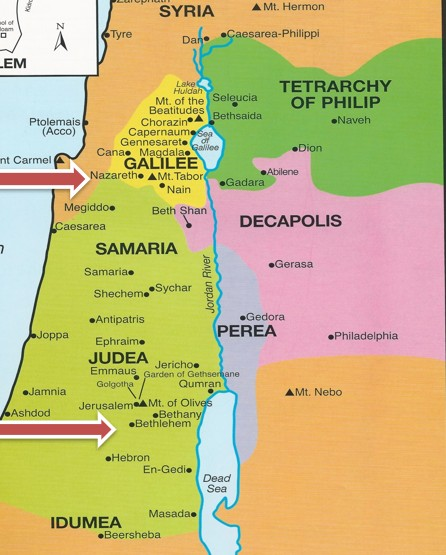 Zarephath
SYRIA
Mt. Hermon
N
Tyre
Dan
Caesarea-Philippi
LEM
Lake
Huldah
TETRARCHY
OF PHILIP
Seleucia
Mt. of the
Beatitudes
Bethsaida
Naveh
Ptolemais
(Acco)
Chorazin
Capernaum
Sea
of
Galilee
Gennesaret
Cana
Magdala
Dion
nt Carmel
GALILEE
Abilene
Nazareth
Mt. Tabor
Gadara
Nain
Megiddo
Beth Shan
DECAPOLIS
Caesarea
SAMARIA
Jordan River
Gerasa
Samaria
Sychar
Shechem
Antipatris
Gedora
PEREA
Joppa
Philadelphia
Ephraim
JUDEA
Jericho
Emmaus
Garden of Gethsemane
Golgotha
Qumran
Jamnia
Mt. Nebo
Jerusalem
Mt. of Olives
Ashdod
Bethany
Bethlehem
Hebron
En-Gedi
Dead
Sea
Masada
IDUMEA
Beersheba